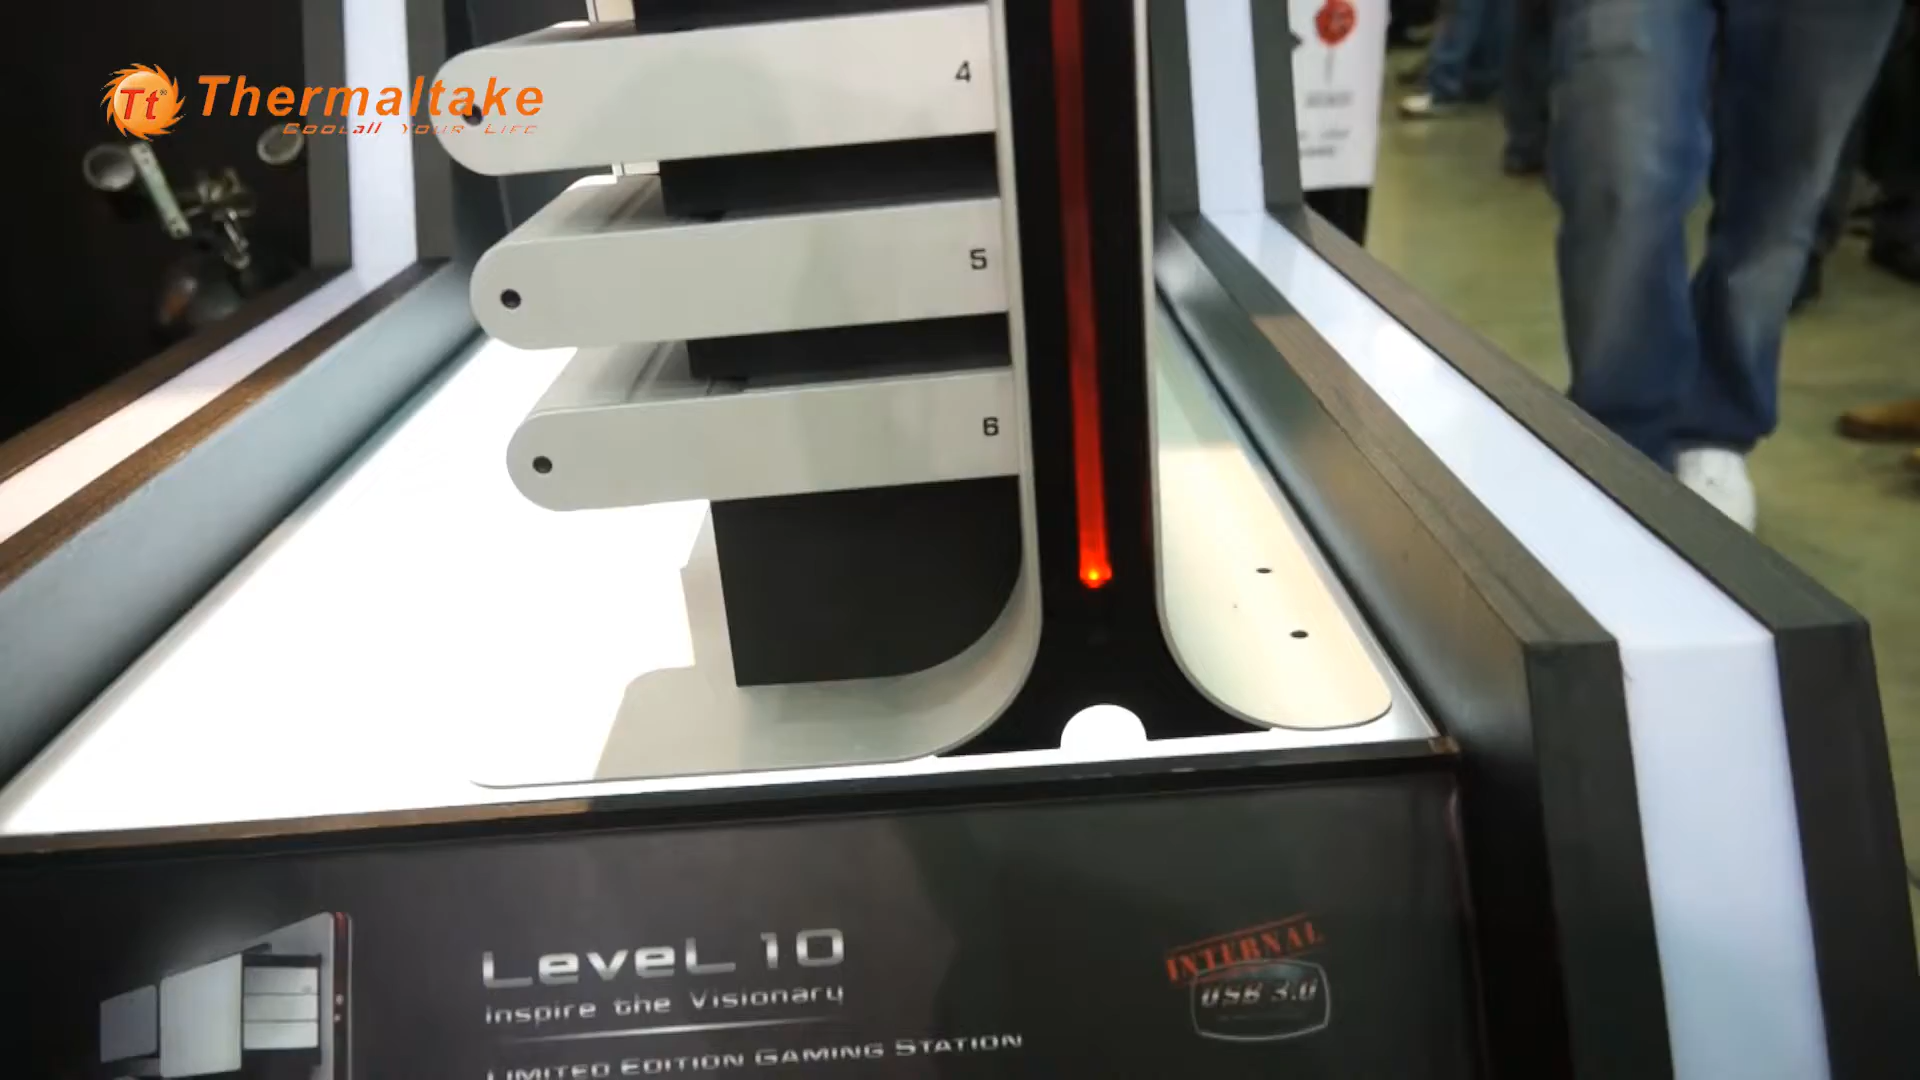 Tt Thermaltake
Cool all Your Life
4
5
6
Level 10
Inspire the Visionary
Limited Edition Gaming Station
INTERNAL
USB 3.0